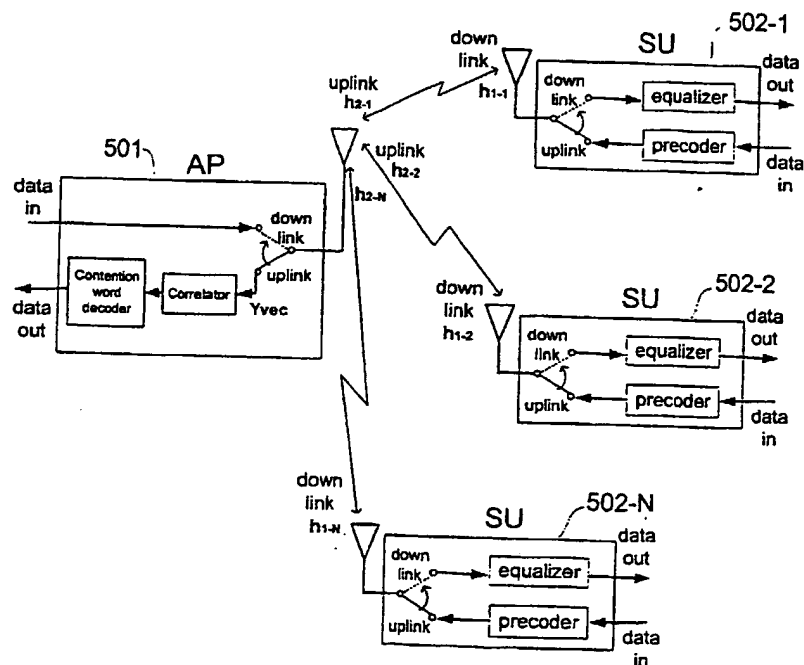 501
AP
data
in
down
link
uplink
Contention
word
decoder
Correlator
Yvec
data
out
uplink
h2-1
uplink
h2-2
h2-N
down
link
h1-1
SU
502-1
down
link
uplink
equalizer
precoder
data
out
data
in
down
link
h1-2
SU
502-2
down
link
uplink
equalizer
precoder
data
out
data
in
down
link
h1-N
SU
502-N
down
link
uplink
equalizer
precoder
data
out
data
in